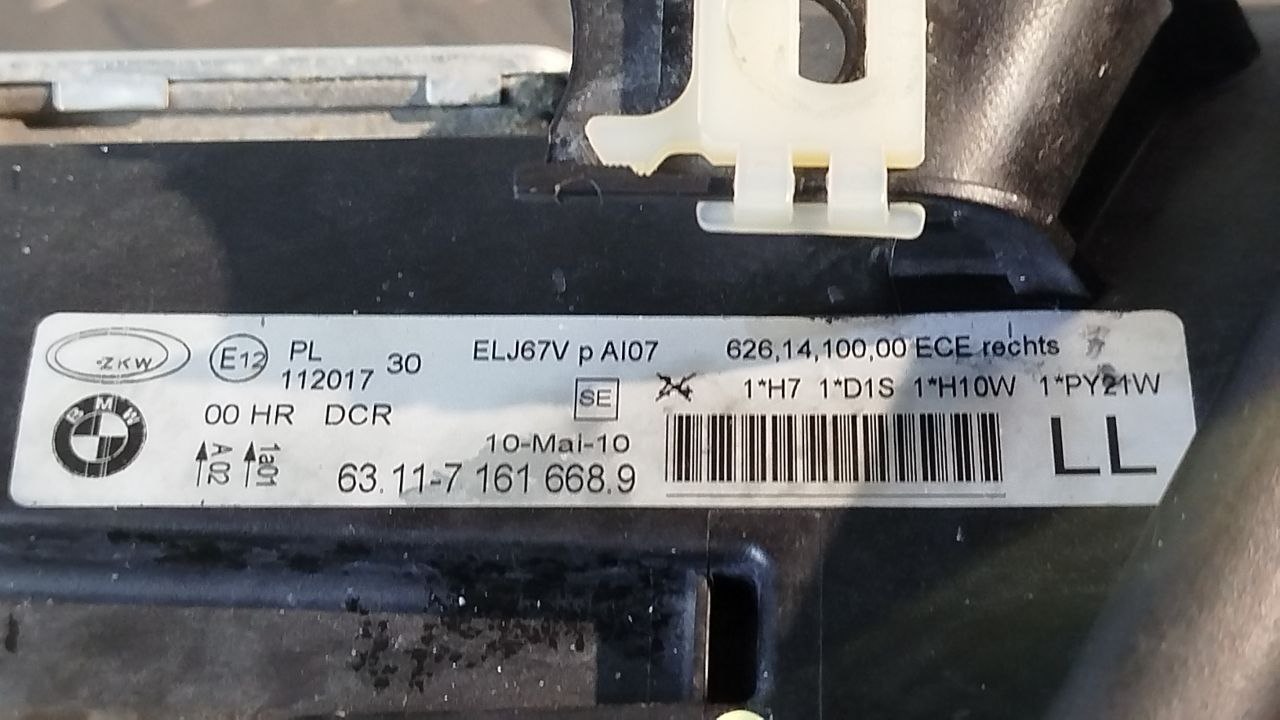 ZKW E12 PL 112017 30 ELJ67V p AI07 626,14,100,00 ECE rechts
BMW 00 HR DCR SE 1*H7 1*D1S 1*H10W 1*PY21W
A 02 1a01 10-Mai-10
63.11-7 161 668.9 LL